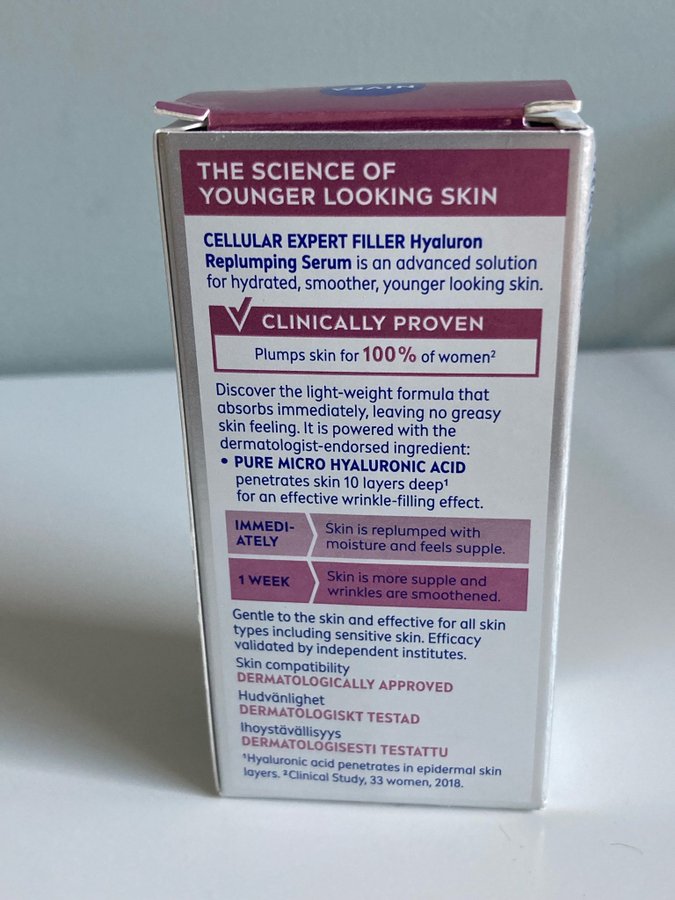 NIVEA
THE SCIENCE OF
YOUNGER LOOKING SKIN
CELLULAR EXPERT FILLER Hyaluron
Replumping Serum is an advanced solution
for hydrated, smoother, younger looking skin.
CLINICALLY PROVEN
Plumps skin for 100% of women²
Discover the light-weight formula that
absorbs immediately, leaving no greasy
skin feeling. It is powered with the
dermatologist-endorsed ingredient:
• PURE MICRO HYALURONIC ACID
penetrates skin 10 layers deep¹
for an effective wrinkle-filling effect.
IMMEDI-
ATELY
Skin is replumped with
moisture and feels supple.
1 WEEK
Skin is more supple and
wrinkles are smoothened.
Gentle to the skin and effective for all skin
types including sensitive skin. Efficacy
validated by independent institutes.
Skin compatibility
DERMATOLOGICALLY APPROVED
Hudvänlighet
DERMATOLOGISKT TESTAD
Ihoystävällisyys
DERMATOLOGISESTI TESTATTU
¹Hyaluronic acid penetrates in epidermal skin
layers. ²Clinical Study, 33 women, 2018.